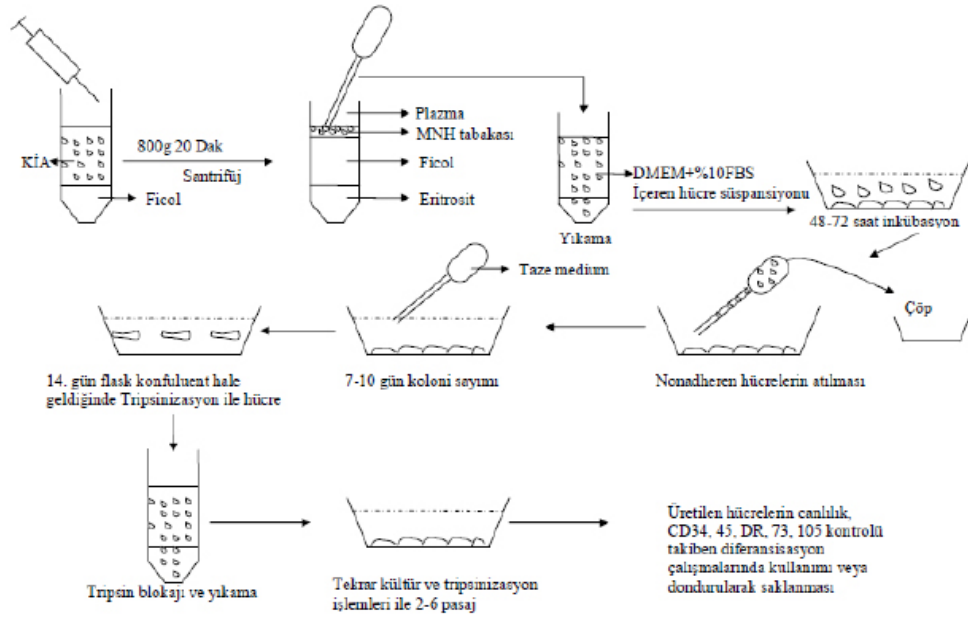 KİA
800g 20 Dak
Santrifüj
Ficol
Plazma
MNH tabakası
Ficol
Eritrosit
DMEM+%10FBS
İçeren hücre süspansiyonu
Yıkama
48-72 saat inkübasyon
Taze medium
Çöp
14. gün flask konfuluent hale
geldiğinde Tripsinizasyon ile hücre
7-10 gün koloni sayımı
Nonadheren hücrelerin atılması
Tripsin blokajı ve yıkama
Tekrar kültür ve tripsinizasyon
işlemleri ile 2-6 pasaj
Üretilen hücrelerin canlılık,
CD34, 45, DR, 73, 105 kontrolü
takiben diferansisasyon
çalışmalarında kullanımı veya
dondurularak saklanması